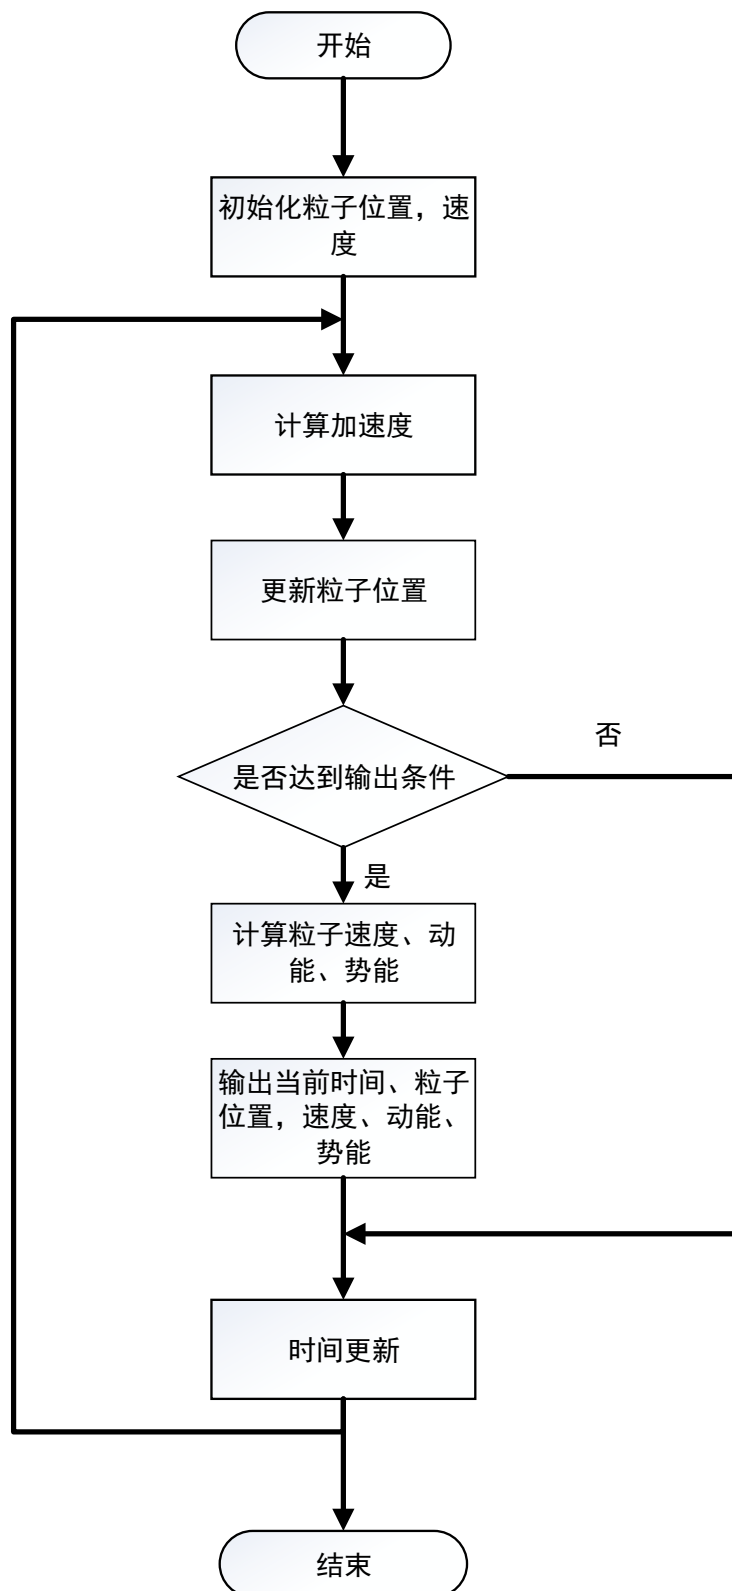 开始
初始化粒子位置，速
度
计算加速度
更新粒子位置
否
是否达到输出条件
是
计算粒子速度、动
能、势能
输出当前时间、粒子
位置，速度、动能、
势能
时间更新
结束